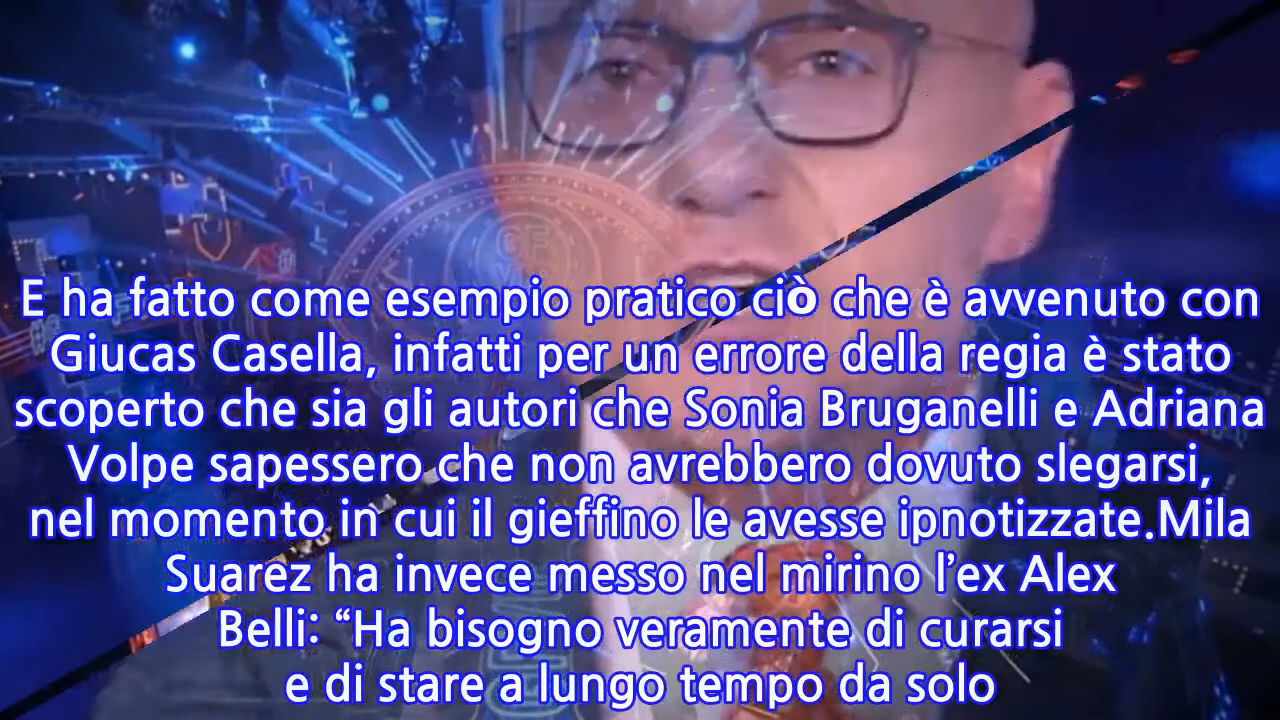 E ha fatto come esempio pratico ciò che è avvenuto con
Giucas Casella, infatti per un errore della regia è stato
scoperto che sia gli autori che Sonia Bruganelli e Adriana
Volpe sapessero che non avrebbero dovuto slegarsi,
nel momento in cui il gieffino le avesse ipnotizzate.Mila
Suarez ha invece messo nel mirino l’ex Alex
Belli: “Ha bisogno veramente di curarsi
e di stare a lungo tempo da solo